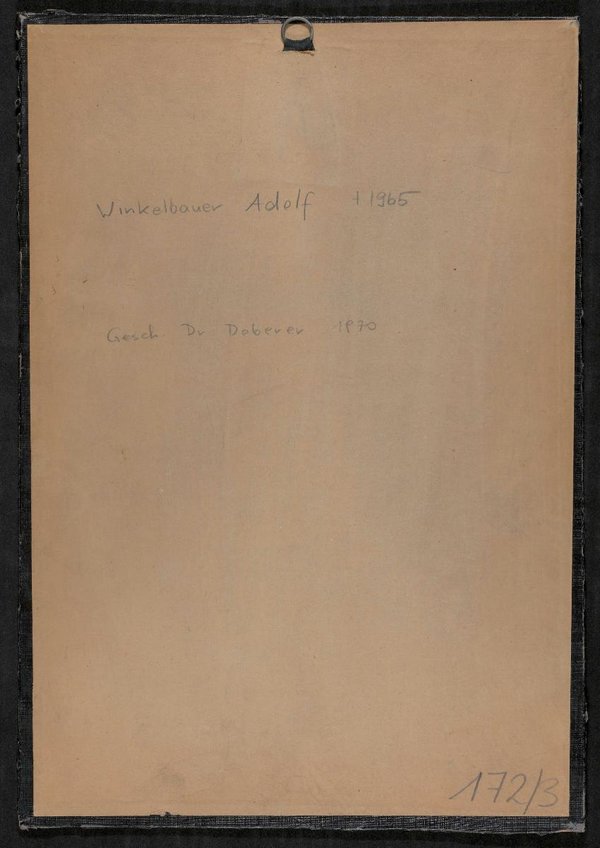 Winkelbauer Adolf † 1965
Gesch. Dr Doberer 1970
172/3